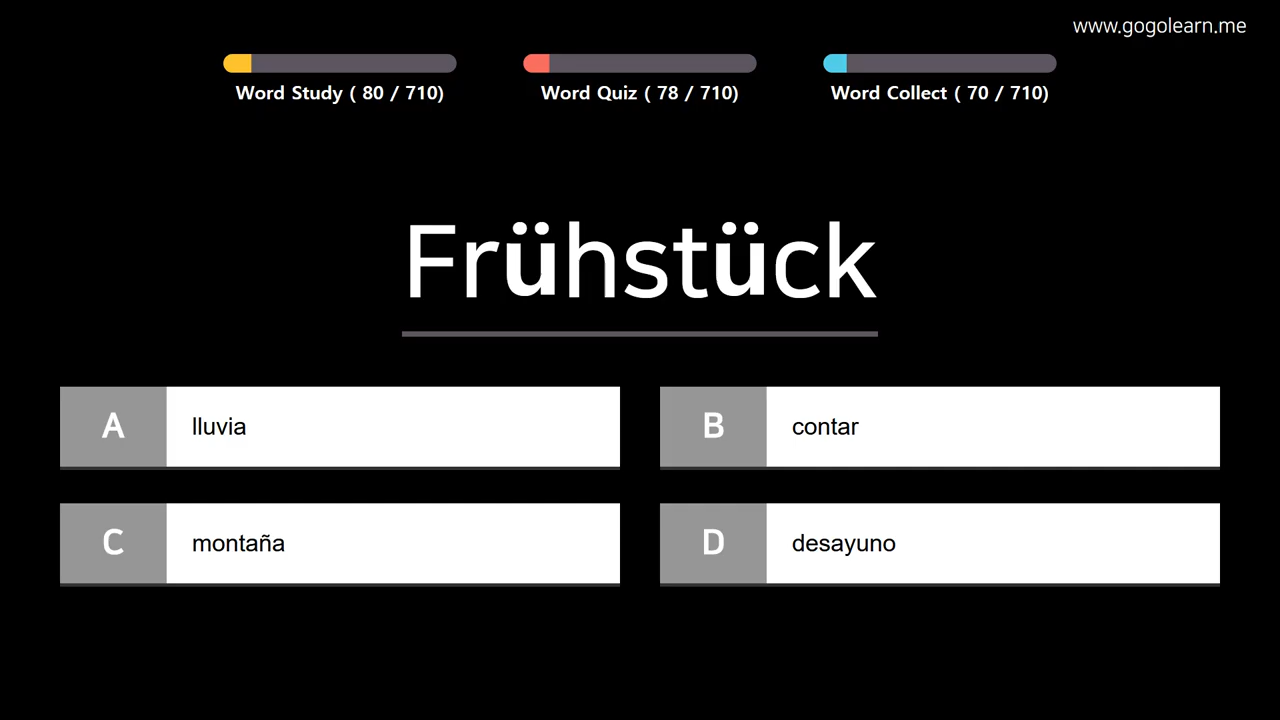 www.gogolearn.me
Word Study ( 80 / 710)
Word Quiz ( 78 / 710)
Word Collect ( 70 / 710)
Frühstück
A lluvia
B contar
C montaña
D desayuno